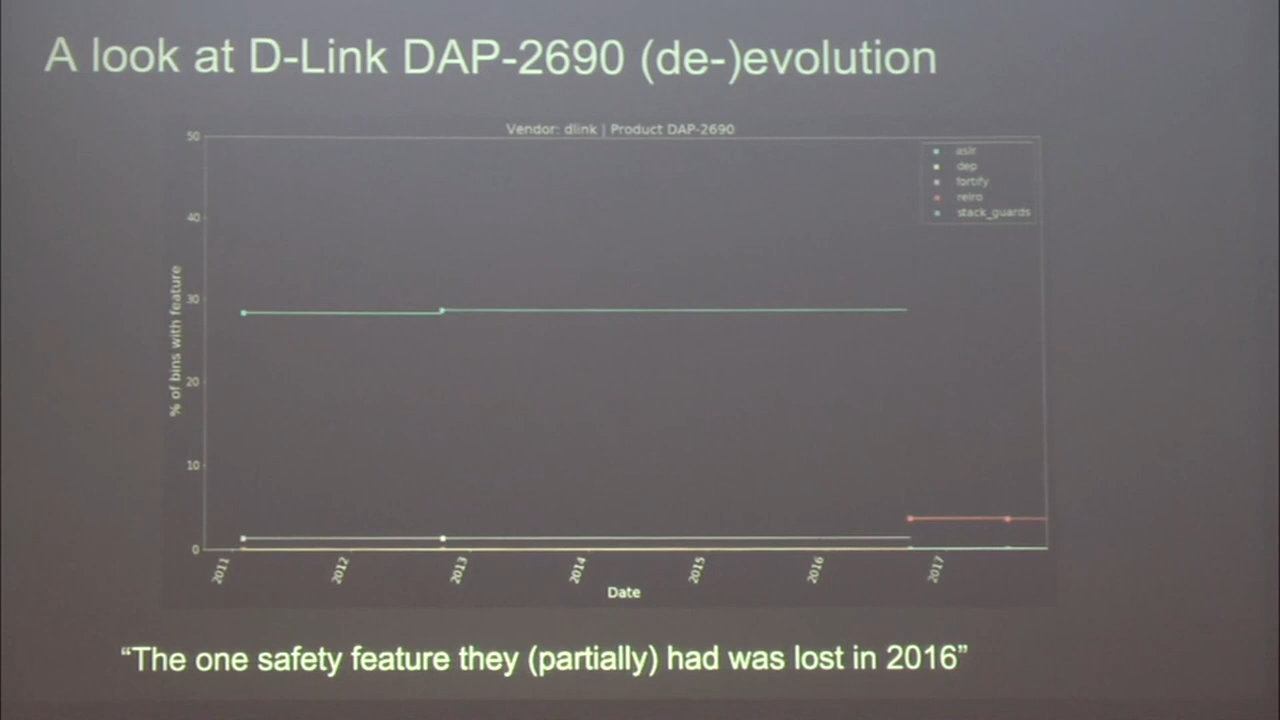 A look at D-Link DAP-2690 (de-)evolution
Vendor: dlink | Product DAP-2690
50
40
30
20
10
0
% of bins with feature
aslr
dep
fortify
relro
stack_guards
2011
2012
2013
2014
2015
2016
2017
Date
“The one safety feature they (partially) had was lost in 2016”